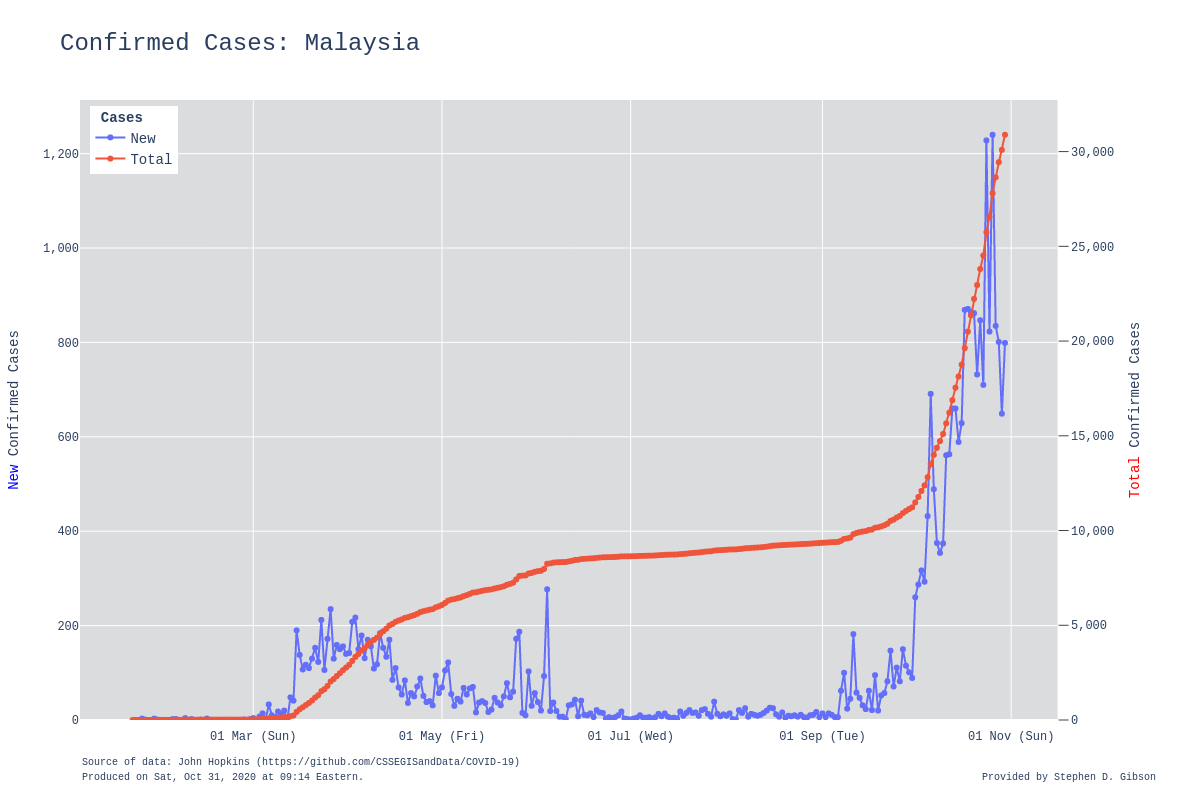 Confirmed Cases: Malaysia
Cases
New
Total
1,200
1,000
800
600
400
200
0
30,000
25,000
20,000
15,000
10,000
5,000
0
New Confirmed Cases
Total Confirmed Cases
01 Mar (Sun)
01 May (Fri)
01 Jul (Wed)
01 Sep (Tue)
01 Nov (Sun)
Source of data: John Hopkins (https://github.com/CSSEGISandData/COVID-19)
Produced on Sat, Oct 31, 2020 at 09:14 Eastern.
Provided by Stephen D. Gibson